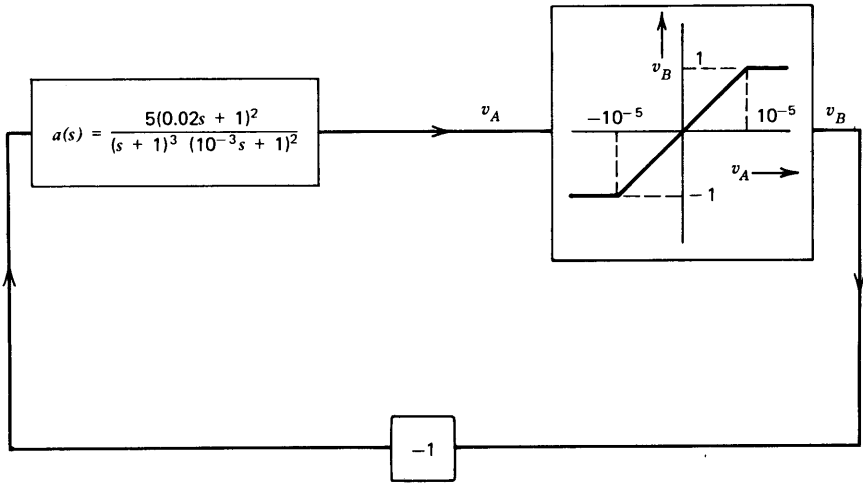 a(s) = 5(0.02s + 1)² / (s + 1)³ (10⁻³s + 1)²
v_A
1
v_B
−10⁻⁵
10⁻⁵
v_A
−1
v_B
−1